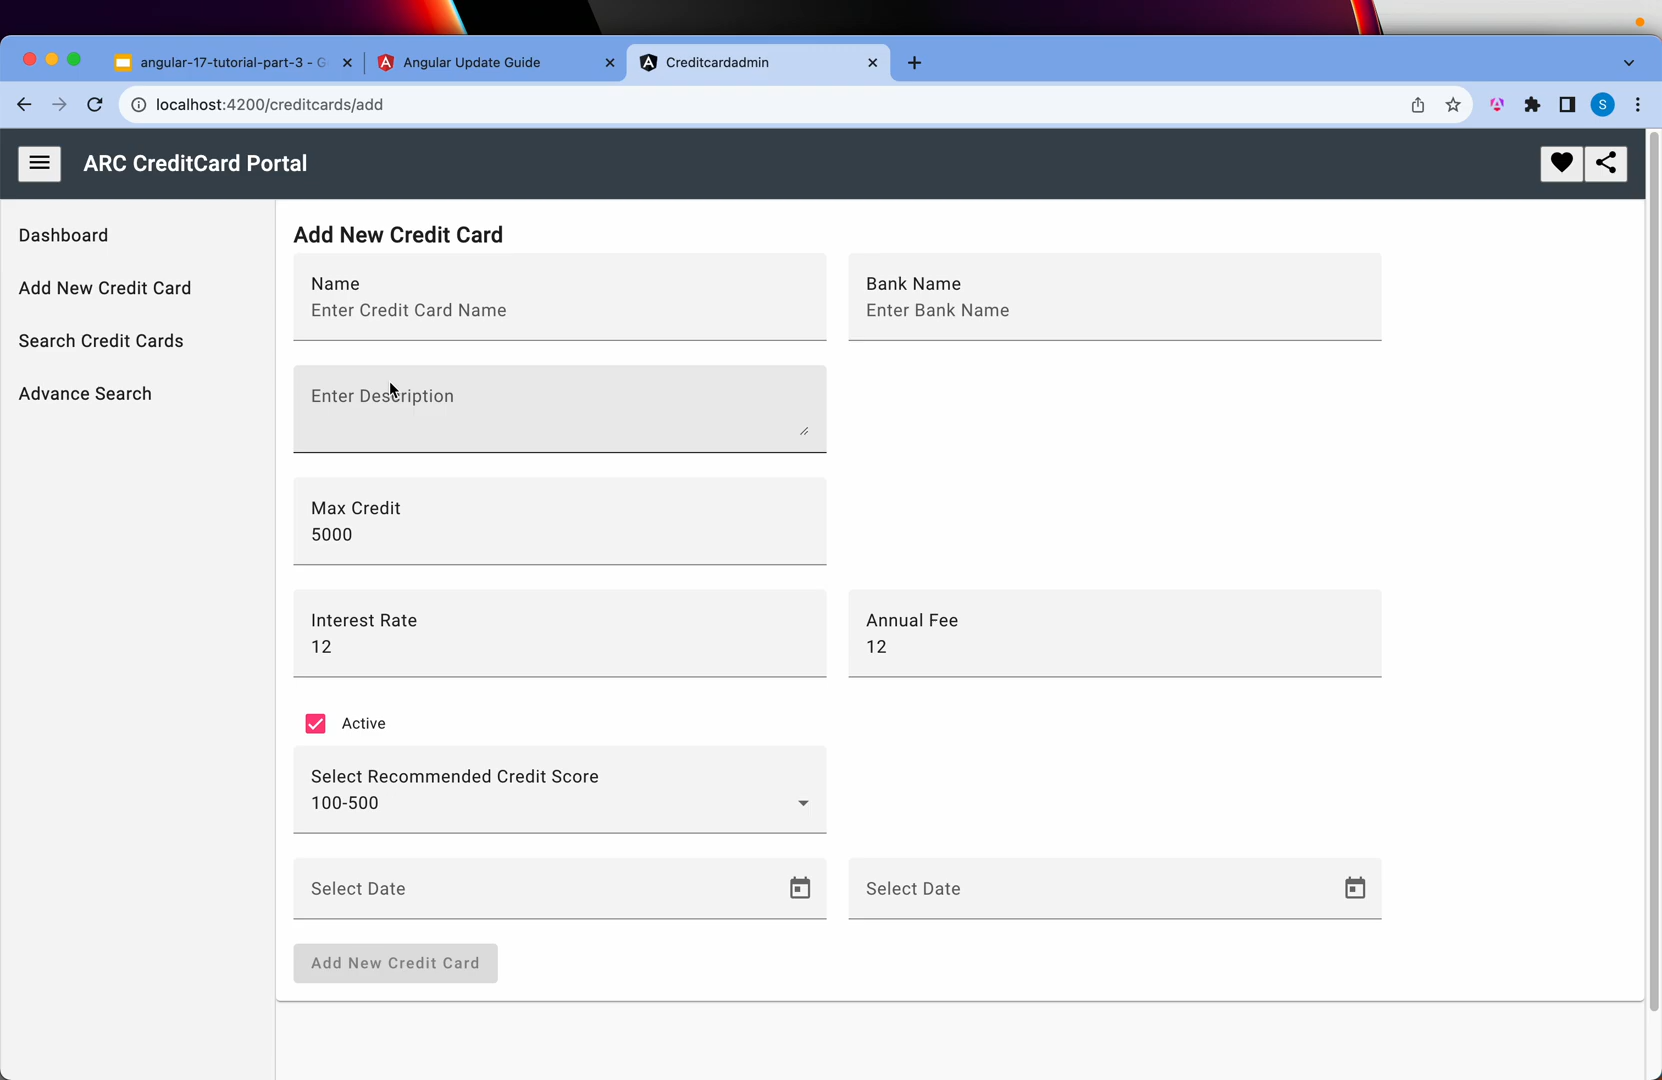 angular-17-tutorial-part-3 - G
Angular Update Guide
Creditcardadmin
localhost:4200/creditcards/add
S
ARC CreditCard Portal
Dashboard
Add New Credit Card
Search Credit Cards
Advance Search
Add New Credit Card
Name
Enter Credit Card Name
Bank Name
Enter Bank Name
Enter Description
Max Credit
5000
Interest Rate
12
Annual Fee
12
Active
Select Recommended Credit Score
100-500
Select Date
Select Date
Add New Credit Card